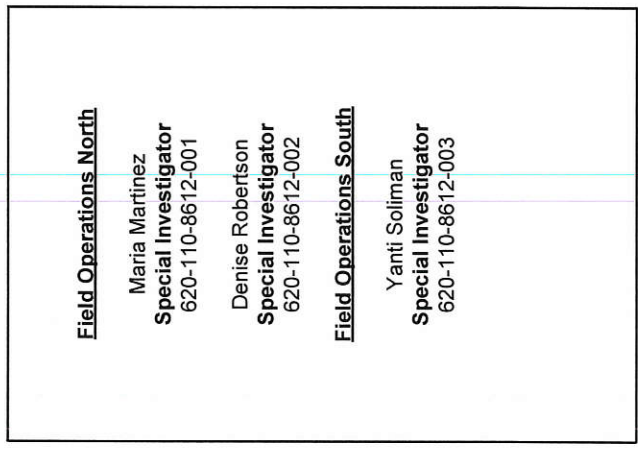 Field Operations North
Maria Martinez
Special Investigator
620-110-8612-001
Denise Robertson
Special Investigator
620-110-8612-002
Field Operations South
Yanti Soliman
Special Investigator
620-110-8612-003